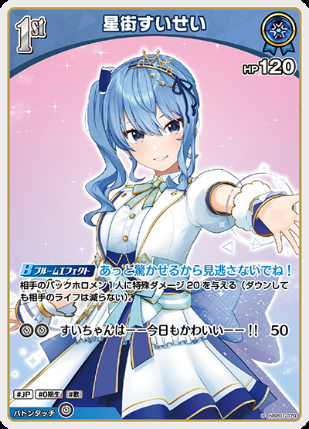 1st
星街すいせい
HP120
ブルームエフェクト あっと驚かせるから見逃さないでね!
相手のバックホロメン1人に特殊ダメージ20を与える(ダウンして
も相手のライフは減らない)。
すいちゃんは――今日もかわいい――!! 50
#JP #0期生 #歌
バトンタッチ